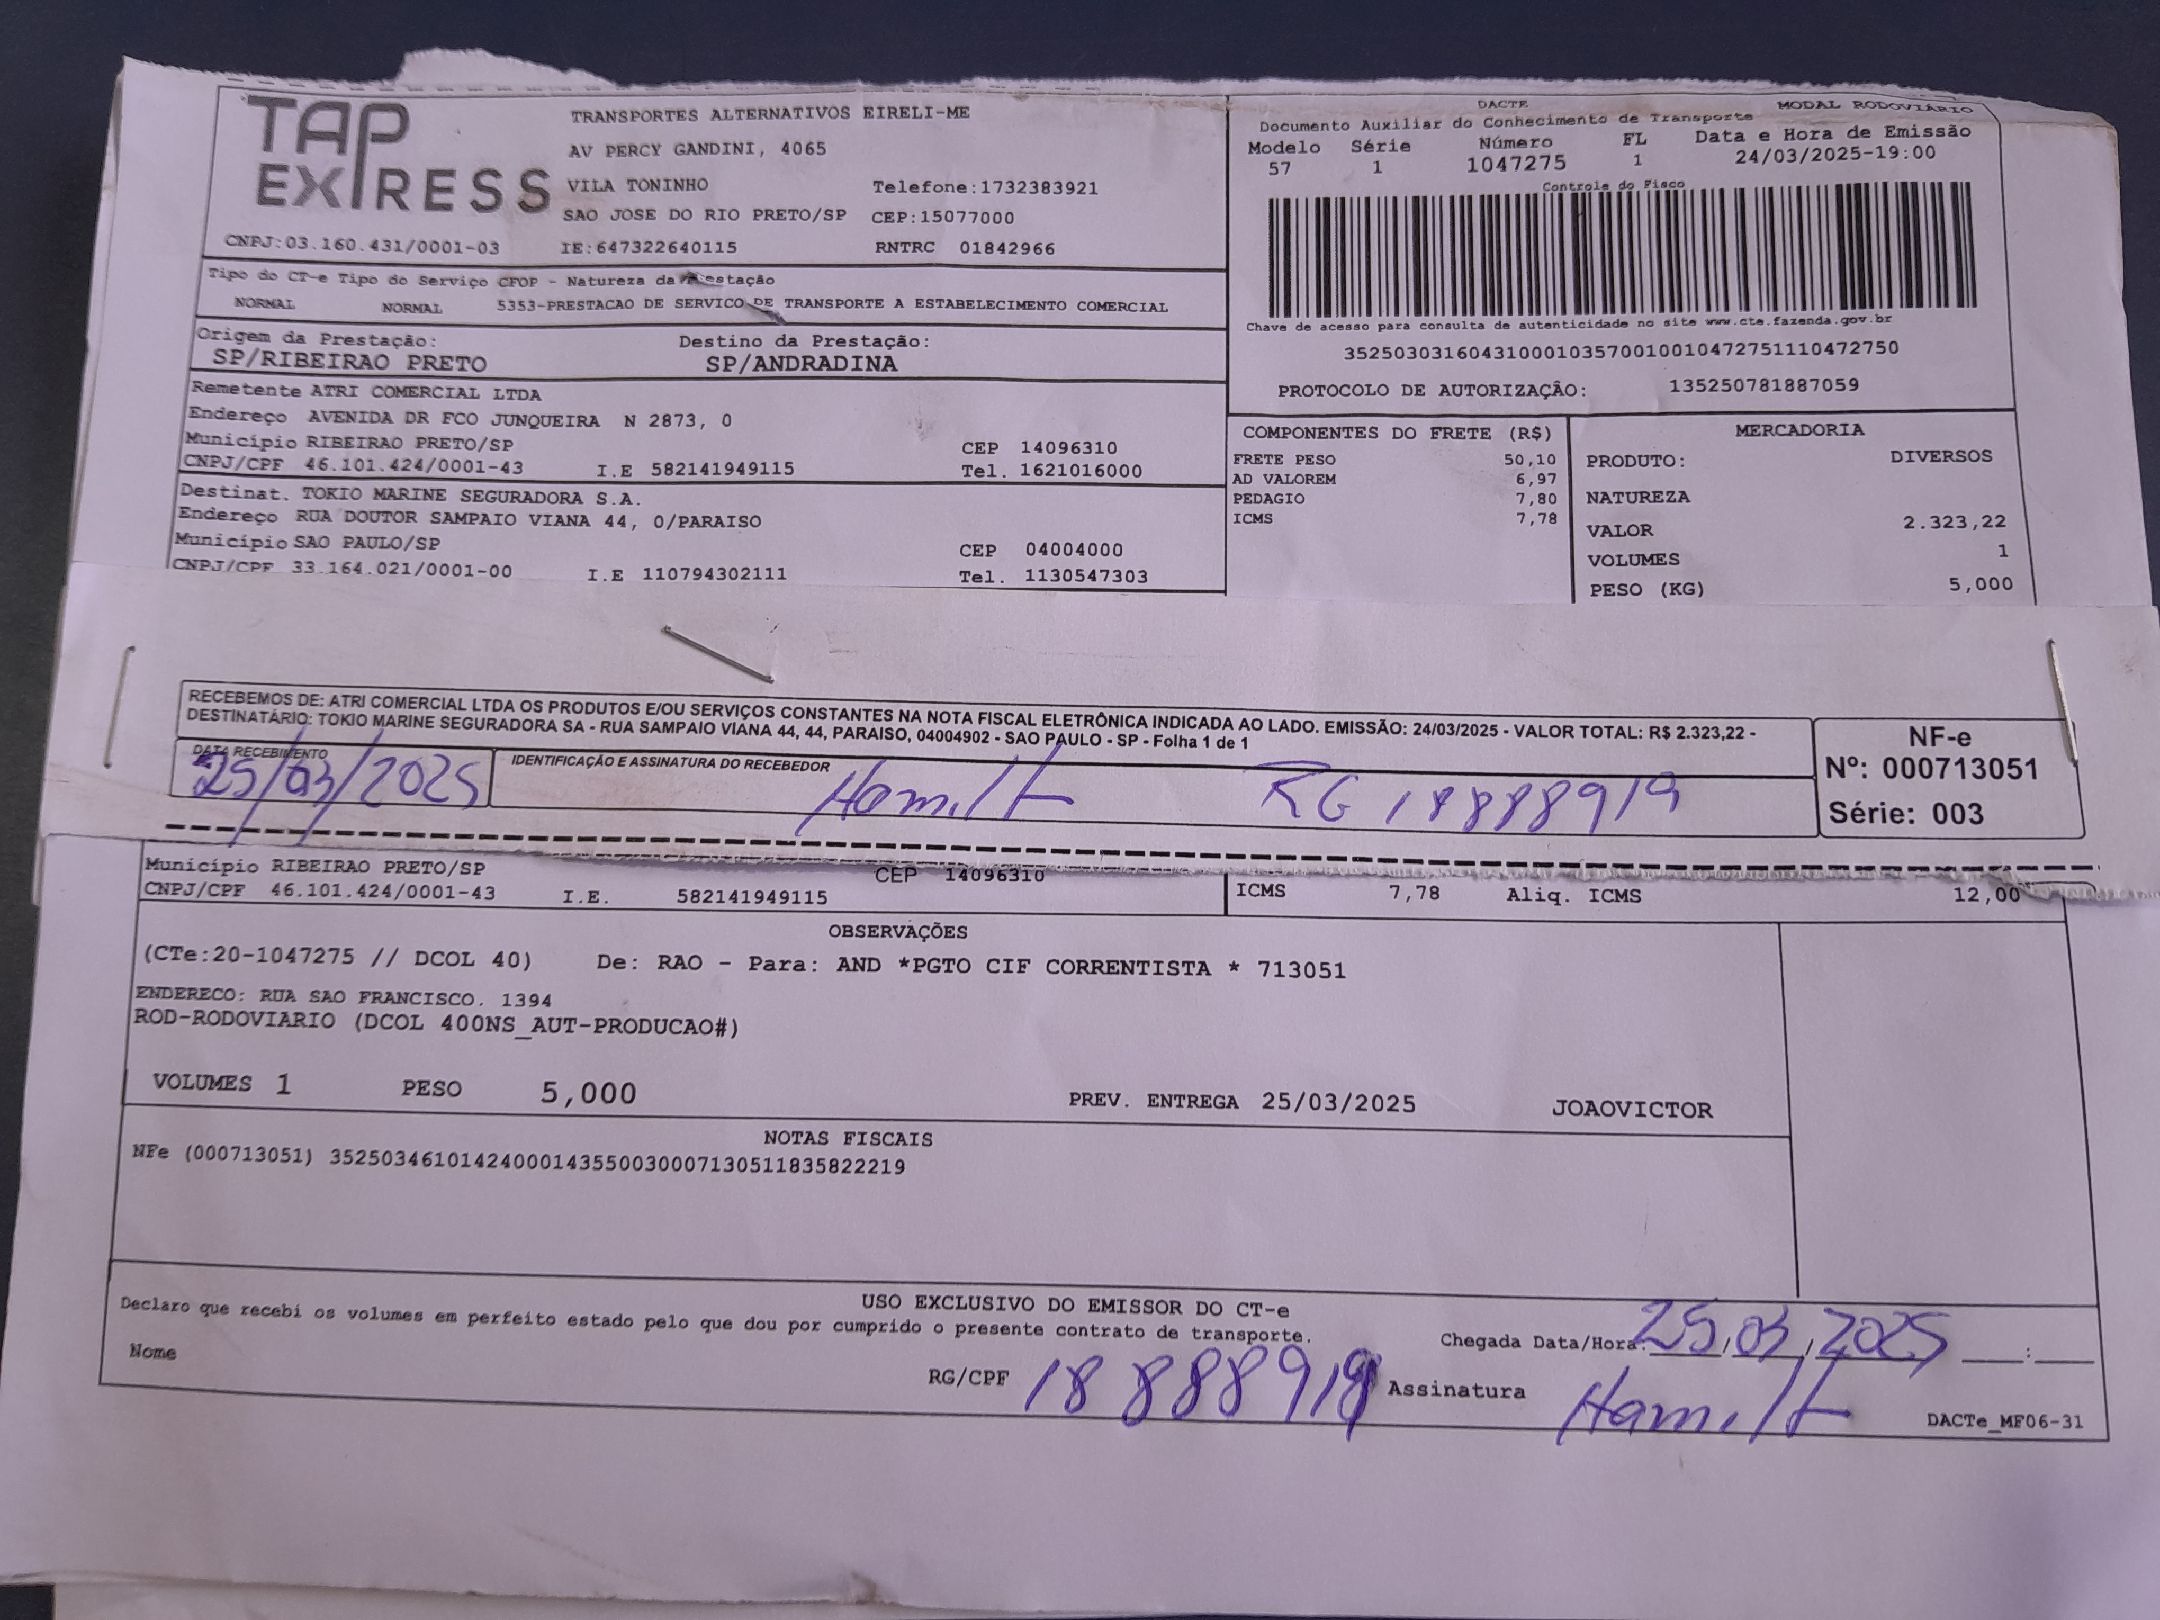 TAP EXPRESS
TRANSPORTES ALTERNATIVOS EIRELI-ME
AV PERCY GANDINI, 4065
VILA TONINHO Telefone:1732383921
SAO JOSE DO RIO PRETO/SP CEP:15077000
CNPJ:03.160.431/0001-03 IE:647322640115 RNTRC 01842966
Tipo do CT-e Tipo do Serviço CFOP - Natureza da Prestação
NORMAL NORMAL 5353-PRESTACAO DE SERVICO DE TRANSPORTE A ESTABELECIMENTO COMERCIAL
Origem da Prestação: Destino da Prestação:
SP/RIBEIRAO PRETO SP/ANDRADINA
Remetente ATRI COMERCIAL LTDA
Endereço AVENIDA DR FCO JUNQUEIRA N 2873, 0
Município RIBEIRAO PRETO/SP CEP 14096310
CNPJ/CPF 46.101.424/0001-43 I.E 582141949115 Tel. 1621016000
Destinat. TOKIO MARINE SEGURADORA S.A.
Endereço RUA DOUTOR SAMPAIO VIANA 44, 0/PARAISO
Município SAO PAULO/SP CEP 04004000
CNPJ/CPF 33.164.021/0001-00 I.E 110794302111 Tel. 1130547303
DACTE MODAL RODOVIÁRIO
Documento Auxiliar do Conhecimento de Transporte
Modelo Série Número FL Data e Hora de Emissão
57 1 1047275 1 24/03/2025-19:00
Controle do Fisco
Chave de acesso para consulta de autenticidade no site www.cte.fazenda.gov.br
35250303160431000103570010010472751110472750
PROTOCOLO DE AUTORIZAÇÃO: 135250781887059
COMPONENTES DO FRETE (R$)
FRETE PESO 50,10
AD VALOREM 6,97
PEDAGIO 7,80
ICMS 7,78
MERCADORIA
PRODUTO: DIVERSOS
NATUREZA
VALOR 2.323,22
VOLUMES 1
PESO (KG) 5,000
RECEBEMOS DE: ATRI COMERCIAL LTDA OS PRODUTOS E/OU SERVIÇOS CONSTANTES NA NOTA FISCAL ELETRÔNICA INDICADA AO LADO. EMISSÃO: 24/03/2025 - VALOR TOTAL: R$ 2.323,22 -
DESTINATÁRIO: TOKIO MARINE SEGURADORA SA - RUA SAMPAIO VIANA 44, 44, PARAISO, 04004902 - SAO PAULO - SP - Folha 1 de 1
DATA RECEBIMENTO IDENTIFICAÇÃO E ASSINATURA DO RECEBEDOR
25/03/2025 Hamilt RG 18888919
NF-e
Nº: 000713051
Série: 003
Município RIBEIRAO PRETO/SP CEP 14096310
CNPJ/CPF 46.101.424/0001-43 I.E. 582141949115 ICMS 7,78 Aliq. ICMS 12,00
OBSERVAÇÕES
(CTe:20-1047275 // DCOL 40) De: RAO - Para: AND *PGTO CIF CORRENTISTA * 713051
ENDERECO: RUA SAO FRANCISCO. 1394
ROD-RODOVIARIO (DCOL 400NS_AUT-PRODUCAO#)
VOLUMES 1 PESO 5,000 PREV. ENTREGA 25/03/2025 JOAOVICTOR
NOTAS FISCAIS
NFe (000713051) 35250346101424000143550030007130511835822219
USO EXCLUSIVO DO EMISSOR DO CT-e
Declaro que recebi os volumes em perfeito estado pelo que dou por cumprido o presente contrato de transporte.
Chegada Data/Hora: 25/03/2025 :
Nome RG/CPF 18888919 Assinatura Hamilt
DACTe_MF06-31